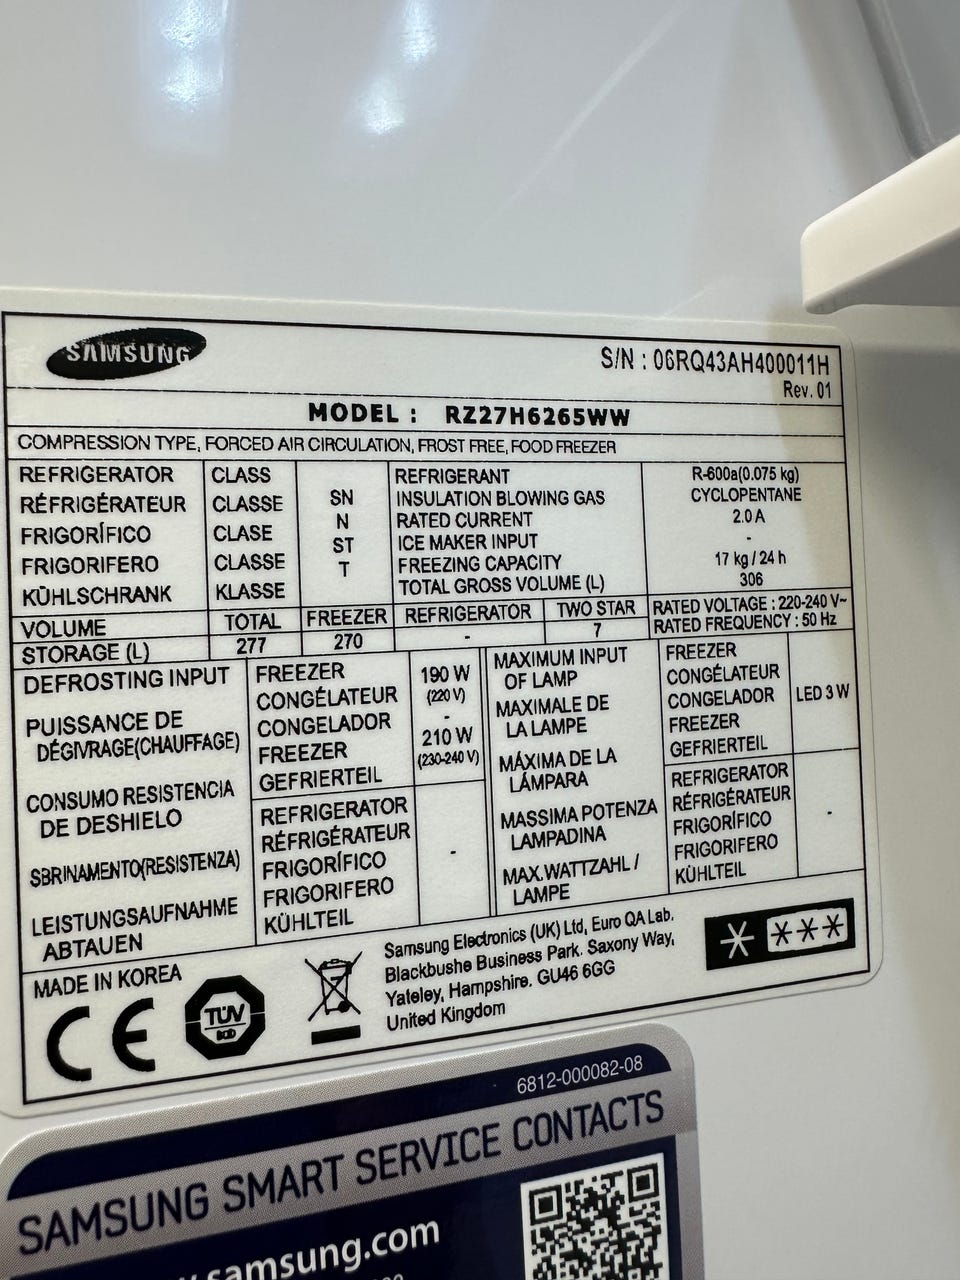 SAMSUNG
S/N : 06RQ43AH400011H
Rev. 01
MODEL : RZ27H6265WW
COMPRESSION TYPE, FORCED AIR CIRCULATION, FROST FREE, FOOD FREEZER
REFRIGERATOR CLASS
RÉFRIGÉRATEUR CLASSE
FRIGORÍFICO CLASE
FRIGORIFERO CLASSE
KÜHLSCHRANK KLASSE
SN
N
ST
T
REFRIGERANT R-600a(0.075 kg)
INSULATION BLOWING GAS CYCLOPENTANE
RATED CURRENT 2.0 A
ICE MAKER INPUT -
FREEZING CAPACITY 17 kg / 24 h
TOTAL GROSS VOLUME (L) 306
VOLUME TOTAL FREEZER REFRIGERATOR TWO STAR
STORAGE (L) 277 270 - 7
RATED VOLTAGE : 220-240 V~
RATED FREQUENCY : 50 Hz
DEFROSTING INPUT
PUISSANCE DE
DÉGIVRAGE(CHAUFFAGE)
CONSUMO RESISTENCIA
DE DESHIELO
SBRINAMENTO(RESISTENZA)
LEISTUNGSAUFNAHME
ABTAUEN
FREEZER
CONGÉLATEUR
CONGELADOR
FREEZER
GEFRIERTEIL
190 W
(220 V)
-
210 W
(230-240 V)
REFRIGERATOR
RÉFRIGÉRATEUR
FRIGORÍFICO
FRIGORIFERO
KÜHLTEIL
-
MAXIMUM INPUT
OF LAMP
MAXIMALE DE
LA LAMPE
MÁXIMA DE LA
LÁMPARA
MASSIMA POTENZA
LAMPADINA
MAX.WATTZAHL /
LAMPE
FREEZER
CONGÉLATEUR
CONGELADOR
FREEZER
GEFRIERTEIL
LED 3 W
REFRIGERATOR
RÉFRIGÉRATEUR
FRIGORÍFICO
FRIGORIFERO
KÜHLTEIL
-
MADE IN KOREA
CE
TÜV
Samsung Electronics (UK) Ltd, Euro QA Lab.
Blackbushe Business Park. Saxony Way,
Yateley, Hampshire. GU46 6GG
United Kingdom
6812-000082-08
SAMSUNG SMART SERVICE CONTACTS
samsung.com